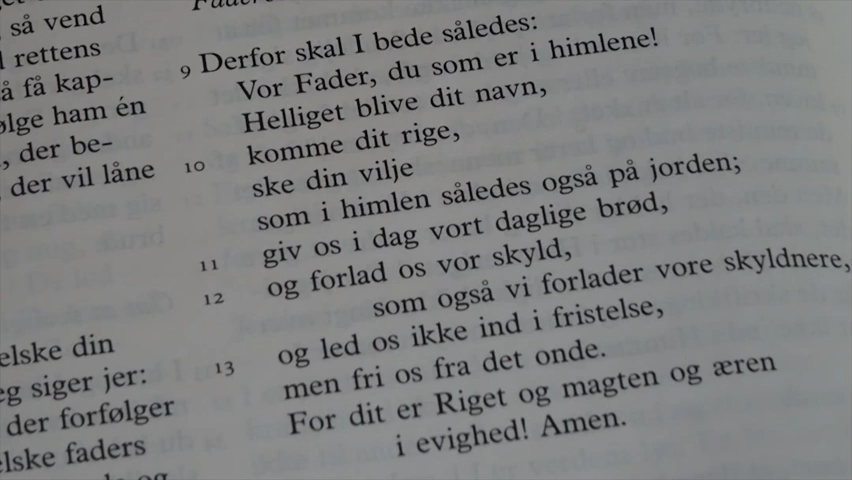 så vend
rettens
få kap-
ham én
der be-
der vil låne
elske din
siger jer:
der forfølger
elske faders
og
9 Derfor skal I bede således:
Vor Fader, du som er i himlene!
Helliget blive dit navn,
10 komme dit rige,
ske din vilje
som i himlen således også på jorden;
11 giv os i dag vort daglige brød,
12 og forlad os vor skyld,
som også vi forlader vore skyldnere,
13 og led os ikke ind i fristelse,
men fri os fra det onde.
For dit er Riget og magten og æren
i evighed! Amen.